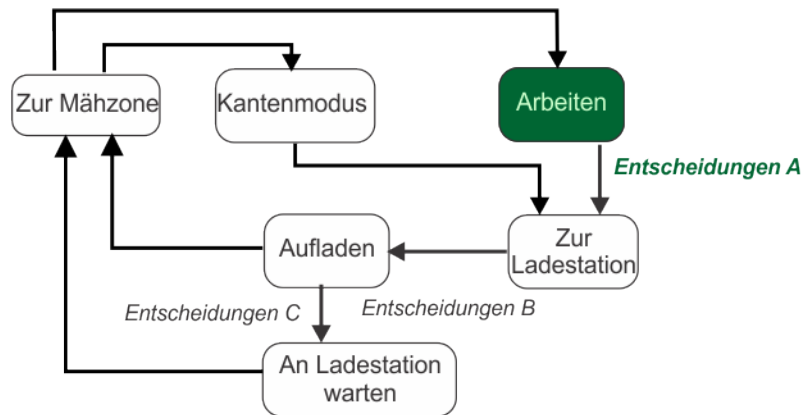 Zur Mähzone
Kantenmodus
Arbeiten
Entscheidungen A
Zur
Ladestation
Aufladen
Entscheidungen B
Entscheidungen C
An Ladestation
warten